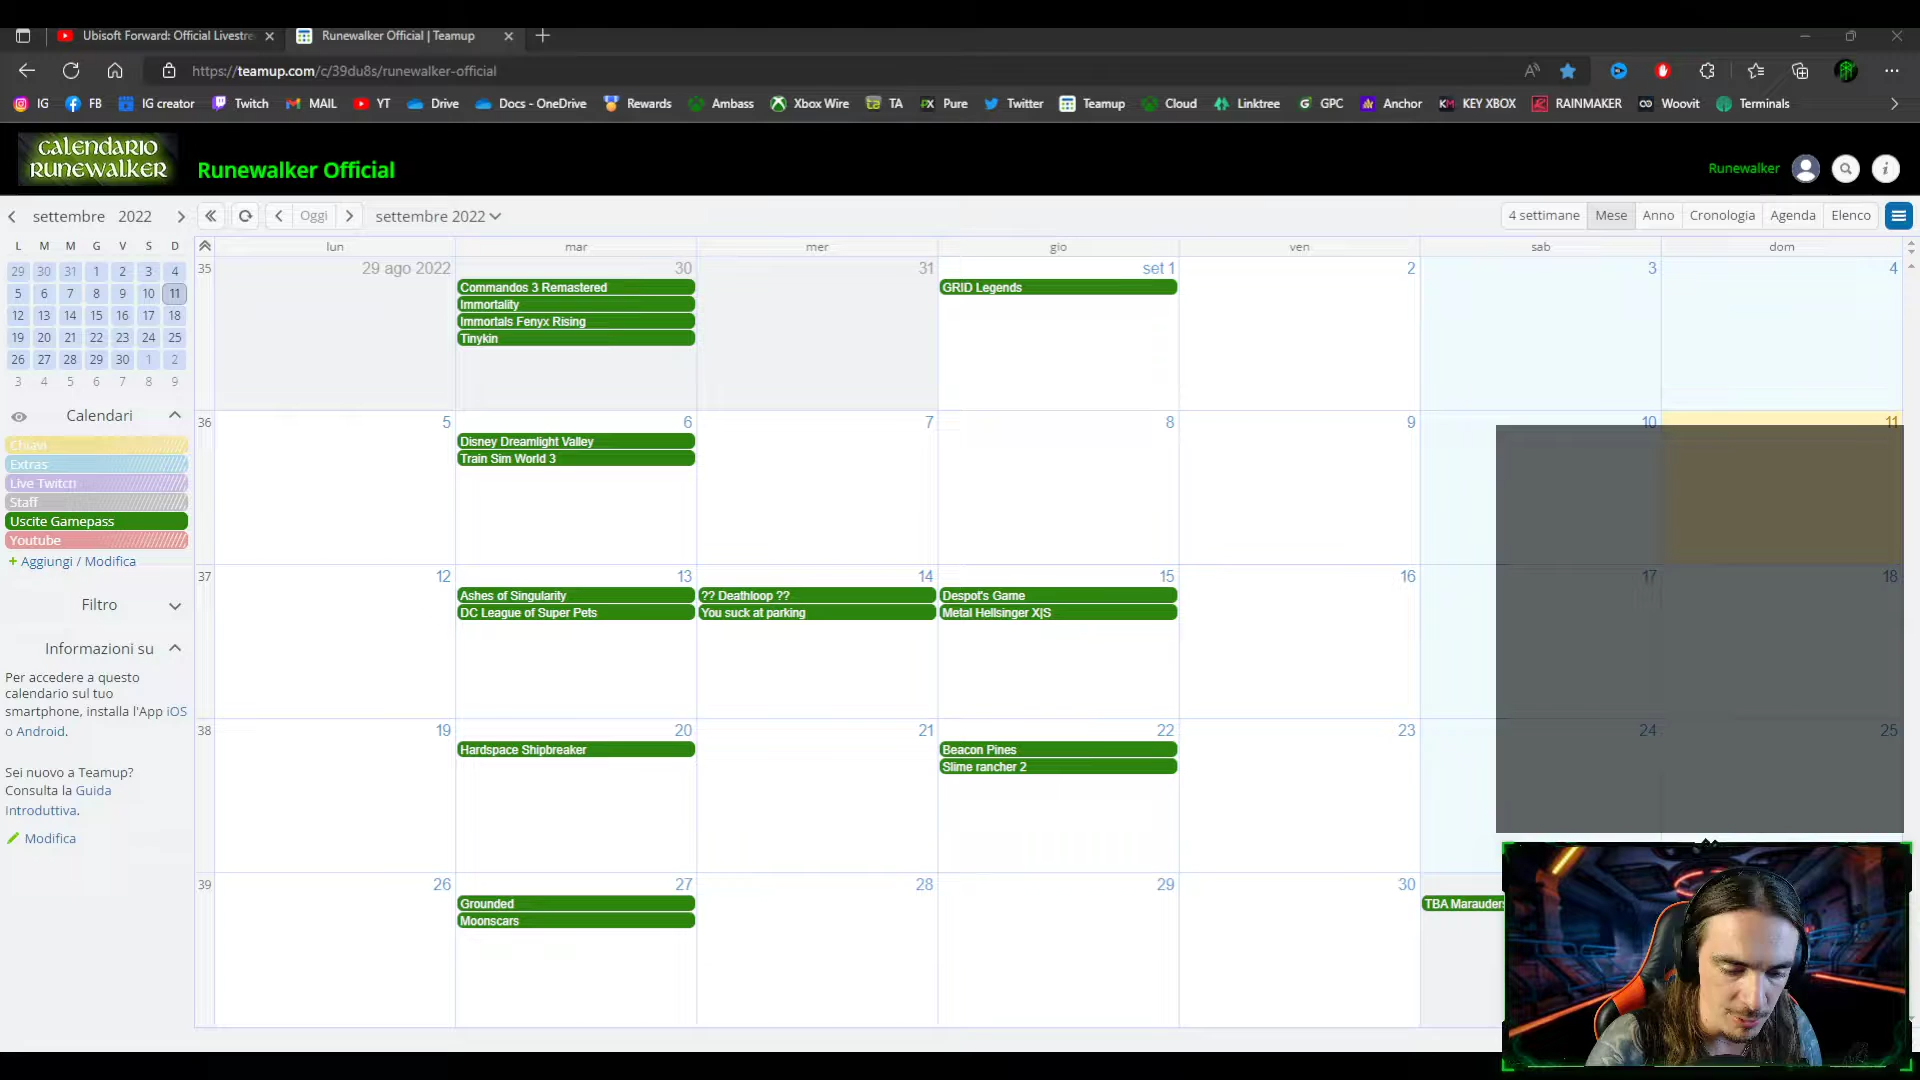 Ubisoft Forward: Official Livestre
Runewalker Official | Teamup
https://teamup.com/c/39du8s/runewalker-official
IG FB IG creator Twitch MAIL YT Drive Docs - OneDrive Rewards Ambass Xbox Wire TA Pure Twitter Teamup Cloud Linktree GPC Anchor KEY XBOX RAINMAKER Woovit Terminals
CALENDARIO
RUNEWALKER
Runewalker Official
Runewalker
settembre 2022
Oggi
settembre 2022
4 settimane Mese Anno Cronologia Agenda Elenco
L M M G V S D
29 30 31 1 2 3 4
5 6 7 8 9 10 11
12 13 14 15 16 17 18
19 20 21 22 23 24 25
26 27 28 29 30 1 2
3 4 5 6 7 8 9
Calendari
Chiavi
Extras
Live Twitch
Staff
Uscite Gamepass
Youtube
+ Aggiungi / Modifica
Filtro
Informazioni su
Per accedere a questo
calendario sul tuo
smartphone, installa l'App iOS
o Android.
Sei nuovo a Teamup?
Consulta la Guida
Introduttiva.
Modifica
lun mar mer gio ven sab dom
35 29 ago 2022 30 31 set 1 2 3 4
Commandos 3 Remastered
Immortality
Immortals Fenyx Rising
Tinykin
GRID Legends
36 5 6 7 8 9 10 11
Disney Dreamlight Valley
Train Sim World 3
37 12 13 14 15 16 17 18
Ashes of Singularity
DC League of Super Pets
?? Deathloop ??
You suck at parking
Despot's Game
Metal Hellsinger X|S
38 19 20 21 22 23 24 25
Hardspace Shipbreaker
Beacon Pines
Slime rancher 2
39 26 27 28 29 30
Grounded
Moonscars
TBA Marauders